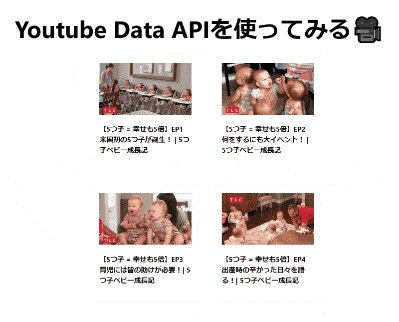 Youtube Data APIを使ってみる🎥
TLC
TLC
【5つ子 = 幸せも5倍】EP1
米国初の5つ子が誕生！ | 5つ
子ベビー成長記
【5つ子 = 幸せも5倍】EP2
何をするにも大イベント！ |
5つ子ベビー成長記
TLC
TLC
【5つ子 = 幸せも5倍】EP3
育児には皆の助けが必要！| 5
つ子ベビー成長記
【5つ子 = 幸せも5倍】EP4
出産時の辛かった日々を語
る！| 5つ子ベビー成長記